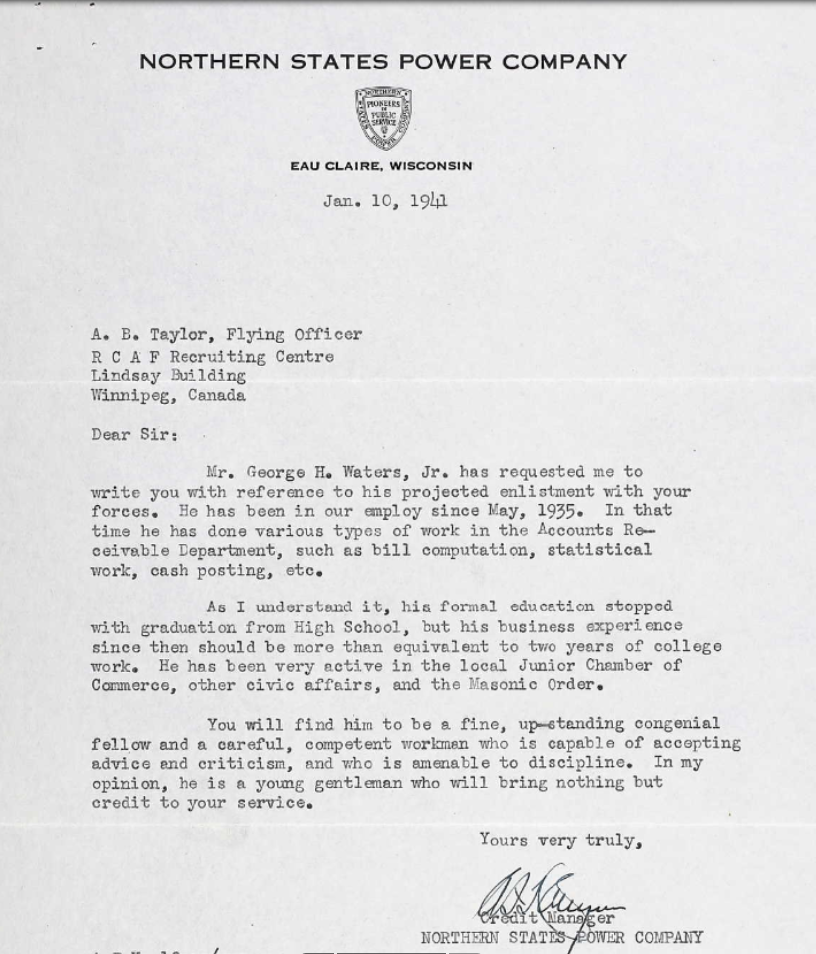 NORTHERN STATES POWER COMPANY
NORTHERN
STATES
PIONEERS
IN
PUBLIC
SERVICE
COMPANY
POWER
EAU CLAIRE, WISCONSIN
Jan. 10, 1941
A. B. Taylor, Flying Officer
R C A F Recruiting Centre
Lindsay Building
Winnipeg, Canada
Dear Sir:
Mr. George H. Waters, Jr. has requested me to
write you with reference to his projected enlistment with your
forces. He has been in our employ since May, 1935. In that
time he has done various types of work in the Accounts Re-
ceivable Department, such as bill computation, statistical
work, cash posting, etc.
As I understand it, his formal education stopped
with graduation from High School, but his business experience
since then should be more than equivalent to two years of college
work. He has been very active in the local Junior Chamber of
Commerce, other civic affairs, and the Masonic Order.
You will find him to be a fine, up-standing congenial
fellow and a careful, competent workman who is capable of accepting
advice and criticism, and who is amenable to discipline. In my
opinion, he is a young gentleman who will bring nothing but
credit to your service.
Yours very truly,
Credit Manager
NORTHERN STATES POWER COMPANY